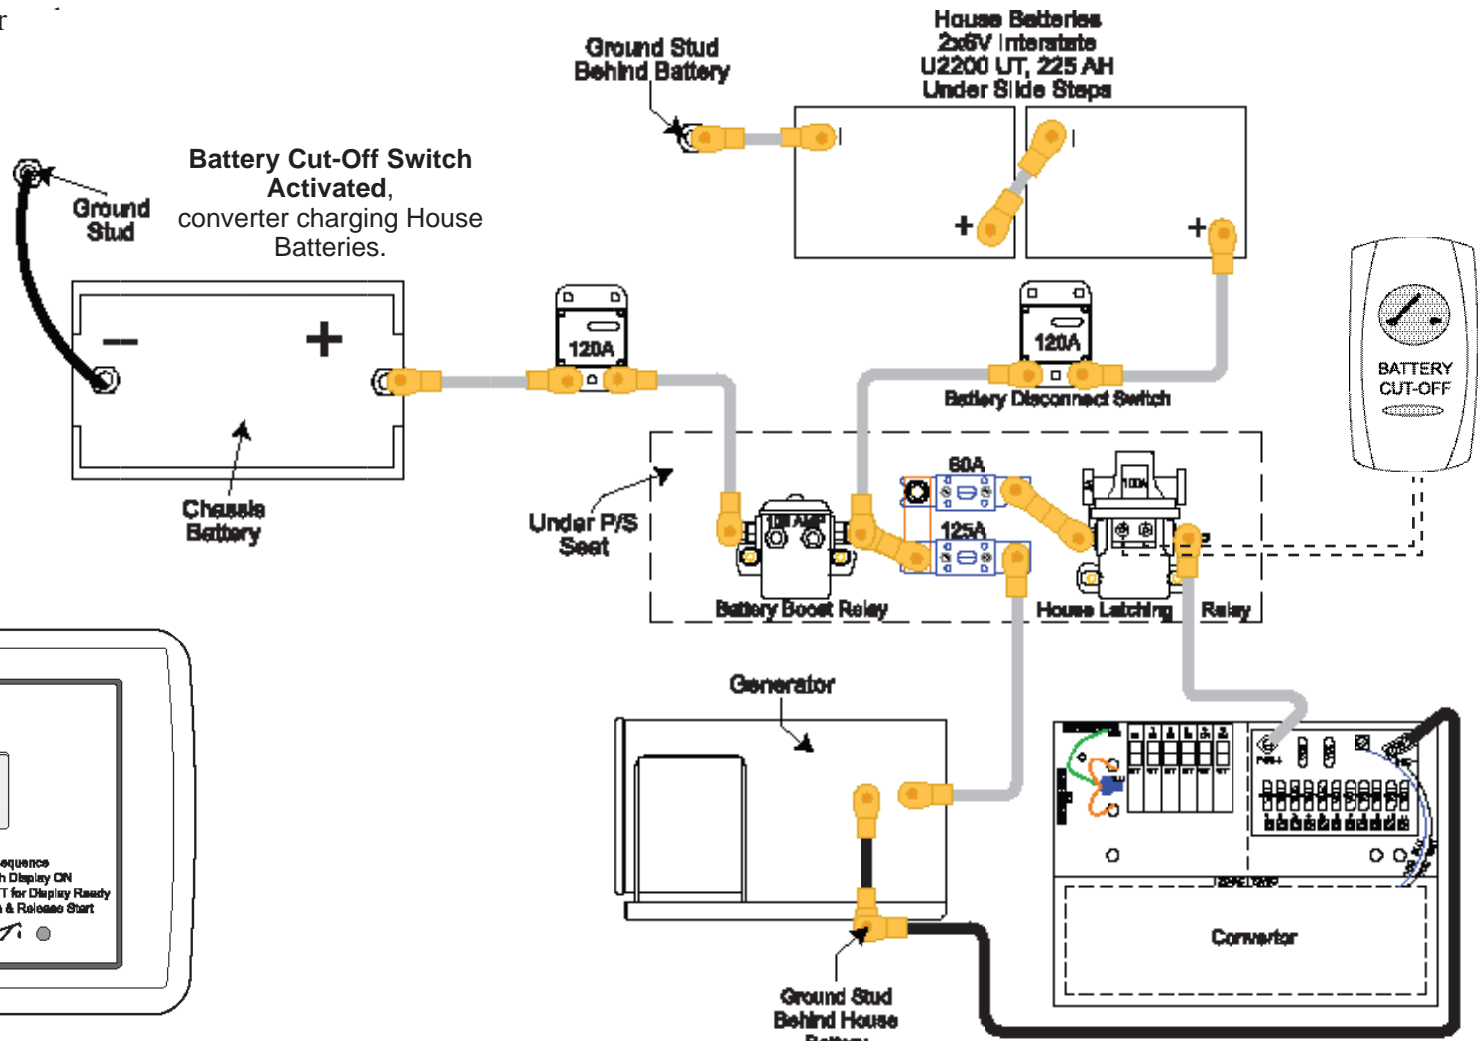 r
House Batteries
2x6V Interstate
U2200 UT, 225 AH
Under Slide Steps
Ground Stud
Behind Battery
Battery Cut-Off Switch
Activated,
converter charging House
Batteries.
Ground
Stud
120A
120A
Battery Disconnect Switch
BATTERY
CUT-OFF
Chassis
Battery
Under P/S
Seat
60A
100A
125A
Battery Boost Relay
House Latching Relay
Generator
equence
h Display ON
T for Display Ready
& Release Start
Convertor
Ground Stud
Behind House
Battery